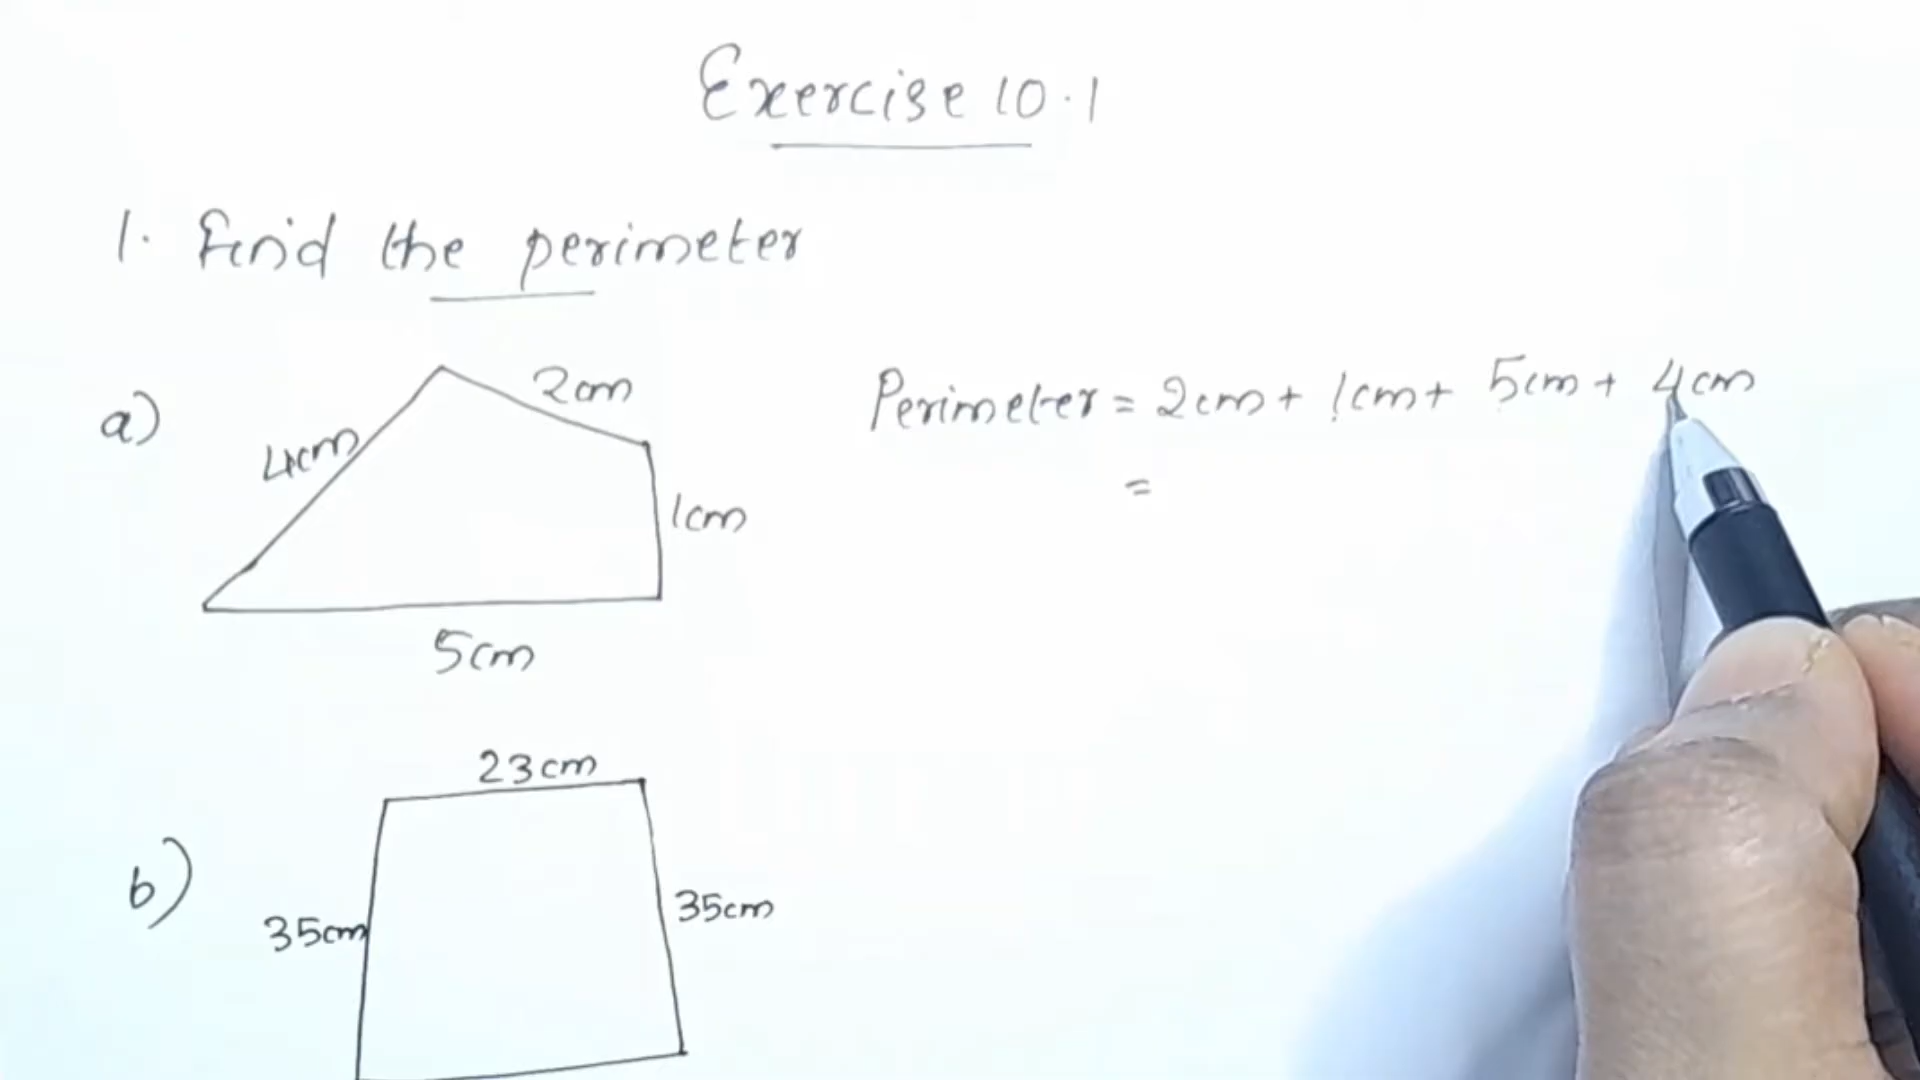 Exercise 10.1
1. Find the perimeter
a)
2cm
4cm
1cm
5cm
Perimeter = 2cm + 1cm + 5cm + 4cm
=
b)
23cm
35cm
35cm